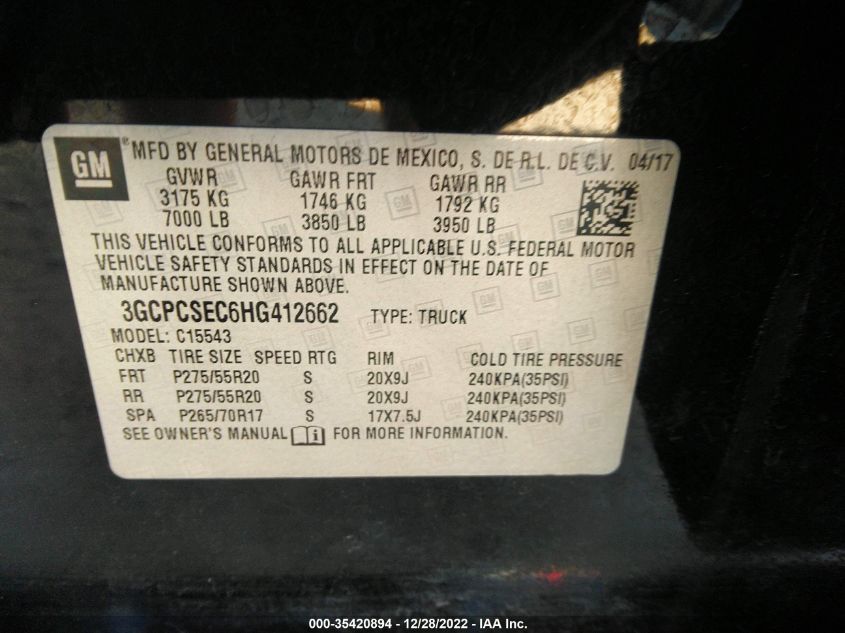 GM
® MFD BY GENERAL MOTORS DE MEXICO, S. DE R.L. DE C.V. 04/17
GVWR GAWR FRT GAWR RR
3175 KG 1746 KG 1792 KG
7000 LB 3850 LB 3950 LB
THIS VEHICLE CONFORMS TO ALL APPLICABLE U.S. FEDERAL MOTOR
VEHICLE SAFETY STANDARDS IN EFFECT ON THE DATE OF
MANUFACTURE SHOWN ABOVE.
3GCPCSEC6HG412662 TYPE: TRUCK
MODEL: C15543
CHXB TIRE SIZE SPEED RTG RIM COLD TIRE PRESSURE
FRT P275/55R20 S 20X9J 240KPA(35PSI)
RR P275/55R20 S 20X9J 240KPA(35PSI)
SPA P265/70R17 S 17X7.5J 240KPA(35PSI)
SEE OWNER'S MANUAL i FOR MORE INFORMATION.
000-35420894 – 12/28/2022 – IAA Inc.